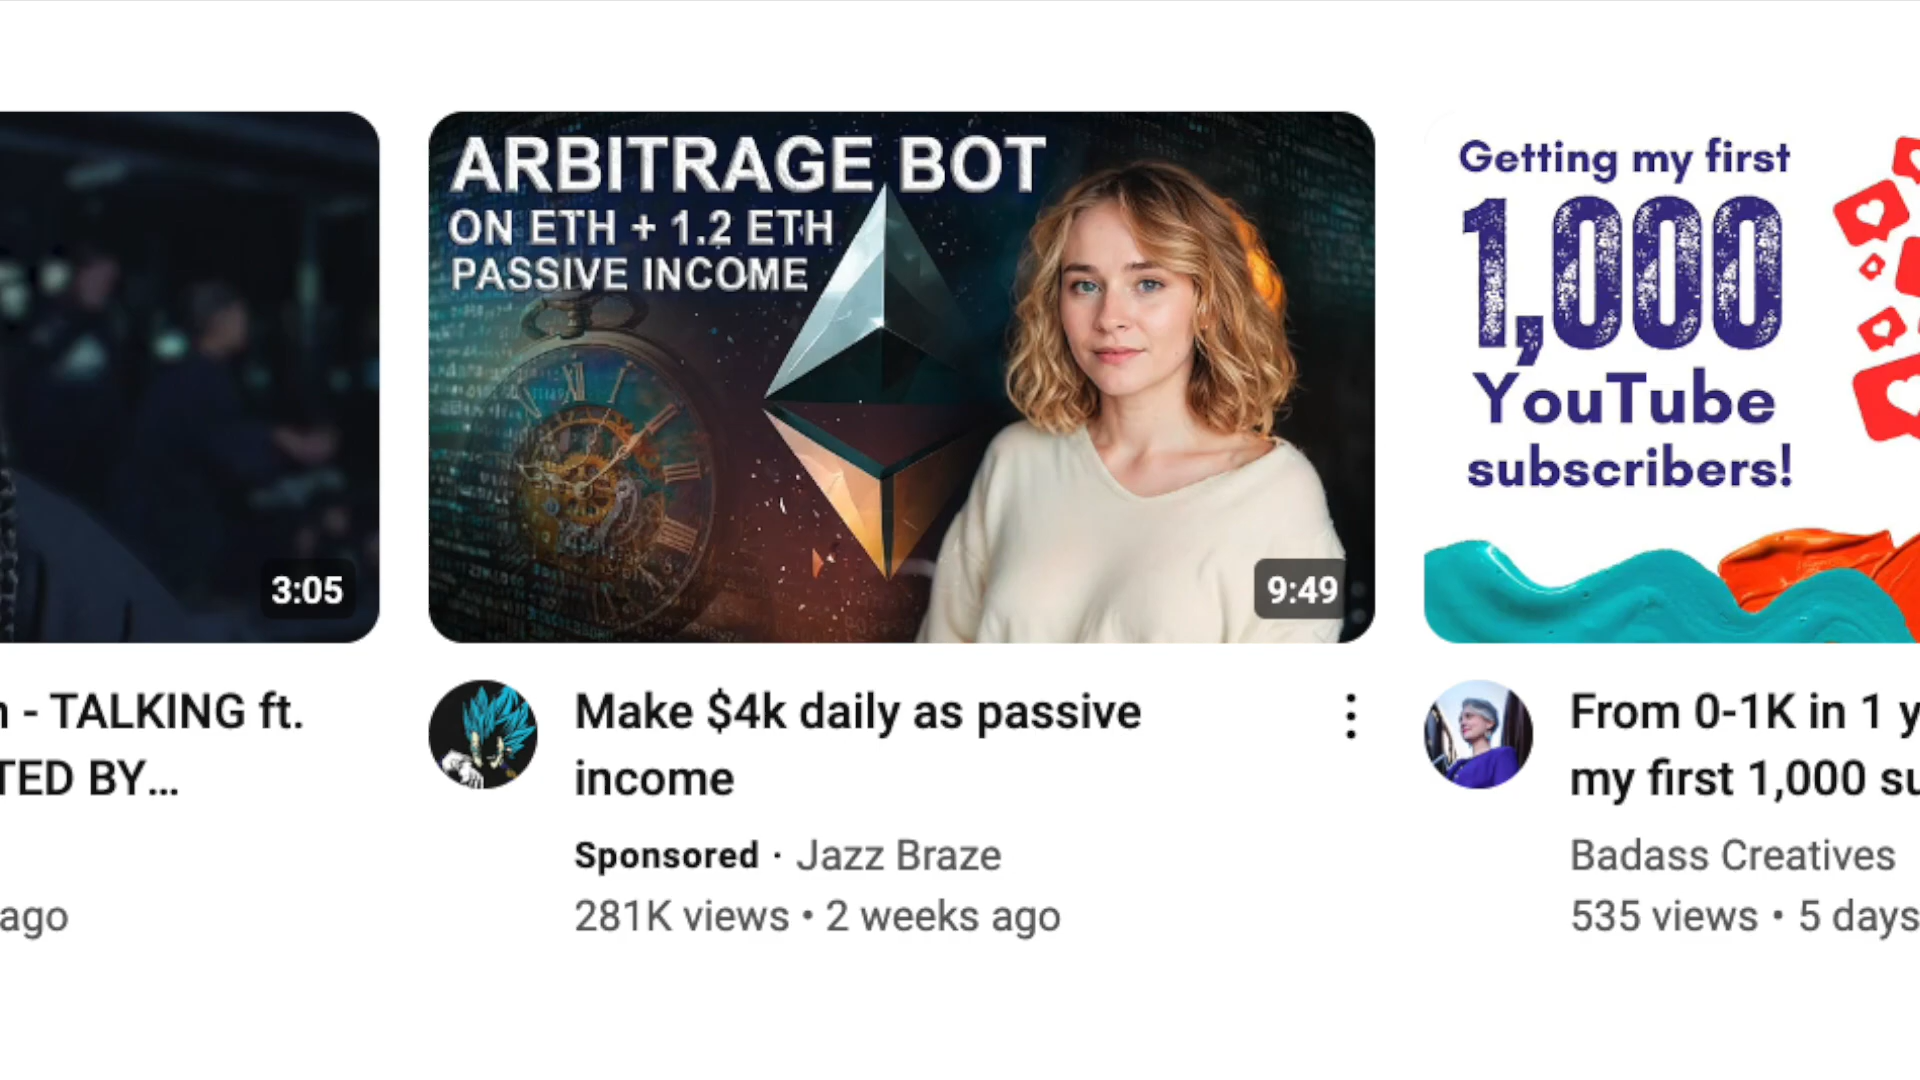 3:05
n - TALKING ft.
TED BY...
ago
ARBITRAGE BOT
ON ETH + 1.2 ETH
PASSIVE INCOME
9:49
Make $4k daily as passive
income
Sponsored · Jazz Braze
281K views • 2 weeks ago
Getting my first
1,000
YouTube
subscribers!
From 0-1K in 1 y
my first 1,000 su
Badass Creatives
535 views • 5 days